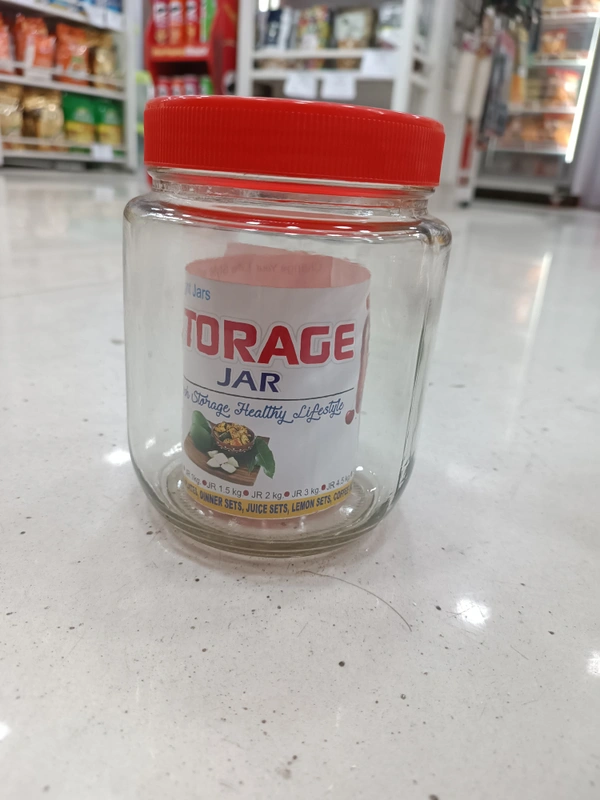 Jars
TORAGE
JAR
Storage Healthy Lifestyle
JR 1.5 kg ● JR 2 kg ● JR 3 kg ● JR 4.5 kg
DINNER SETS, JUICE SETS, LEMON SETS,